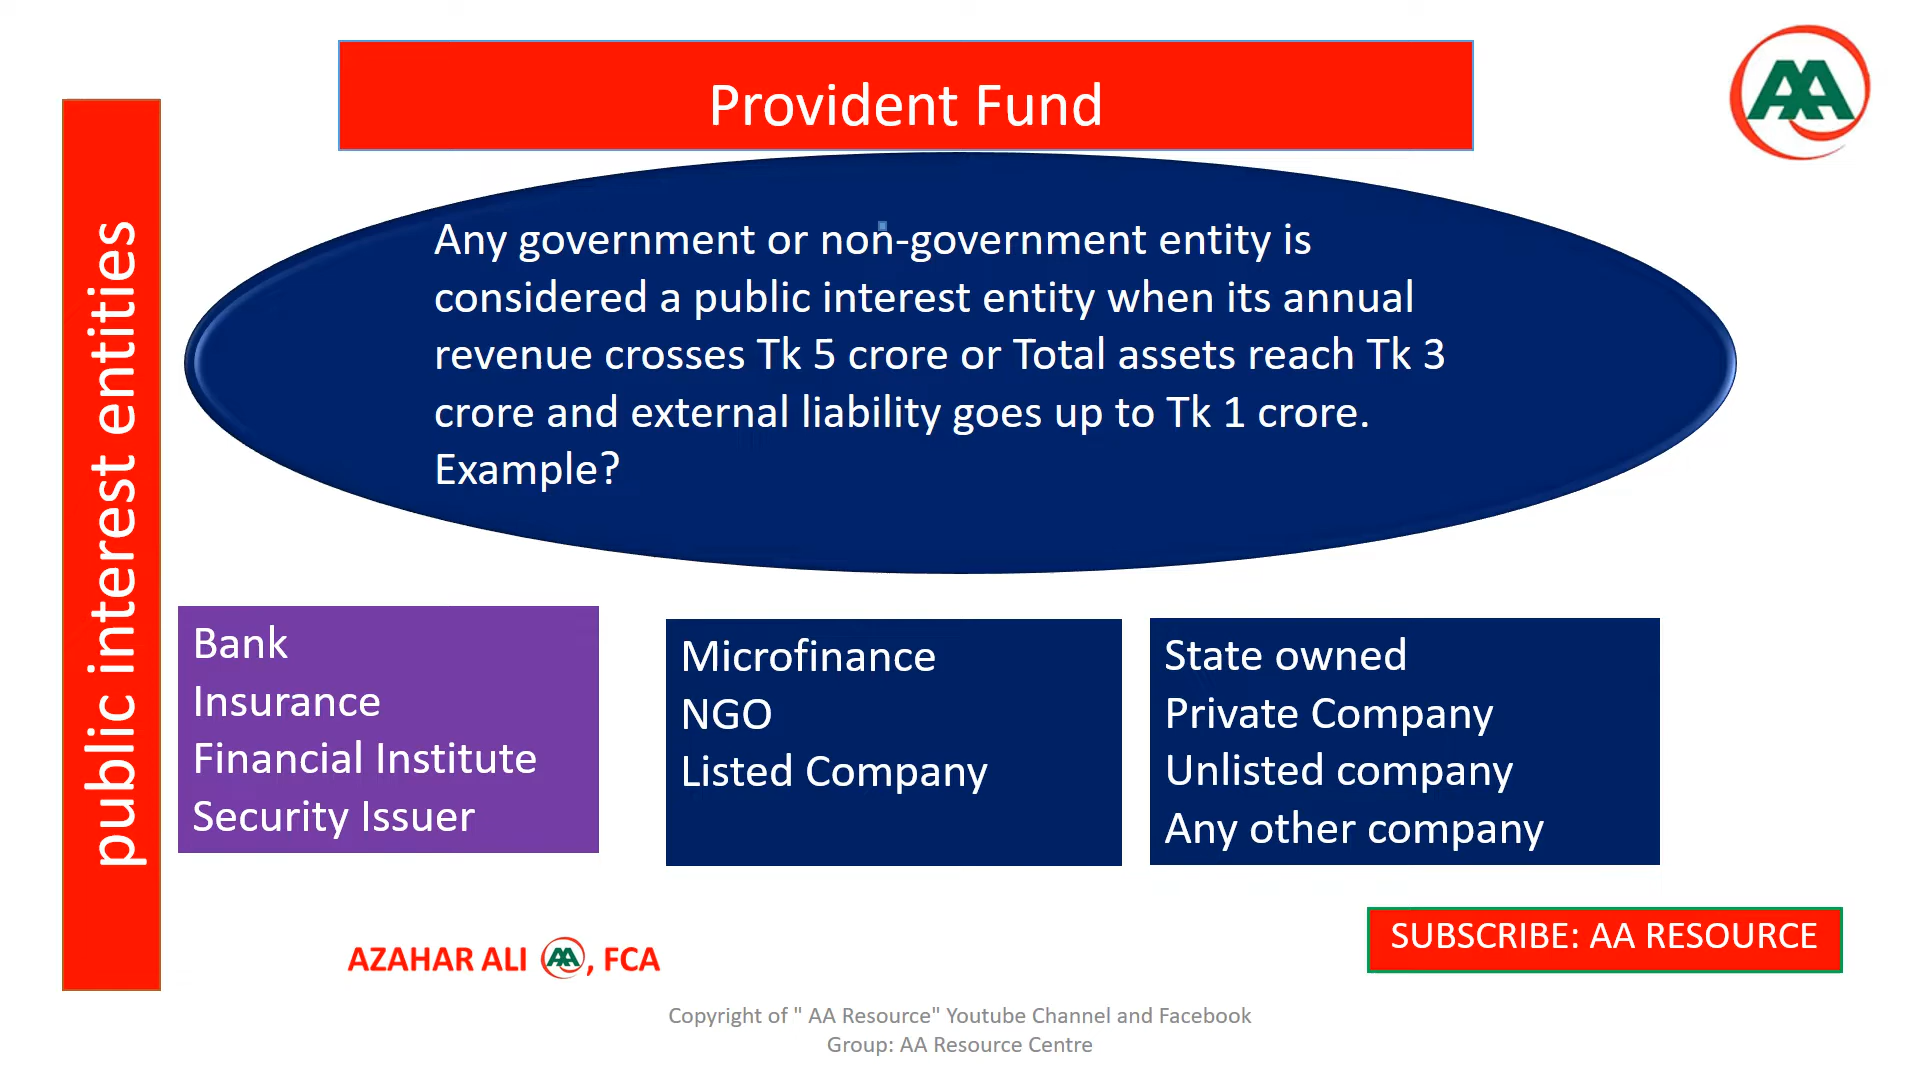 Provident Fund
AA
public interest entities
Any government or non-government entity is
considered a public interest entity when its annual
revenue crosses Tk 5 crore or Total assets reach Tk 3
crore and external liability goes up to Tk 1 crore.
Example?
Bank
Insurance
Financial Institute
Security Issuer
Microfinance
NGO
Listed Company
State owned
Private Company
Unlisted company
Any other company
AZAHAR ALI AA, FCA
SUBSCRIBE: AA RESOURCE
Copyright of " AA Resource" Youtube Channel and Facebook
Group: AA Resource Centre